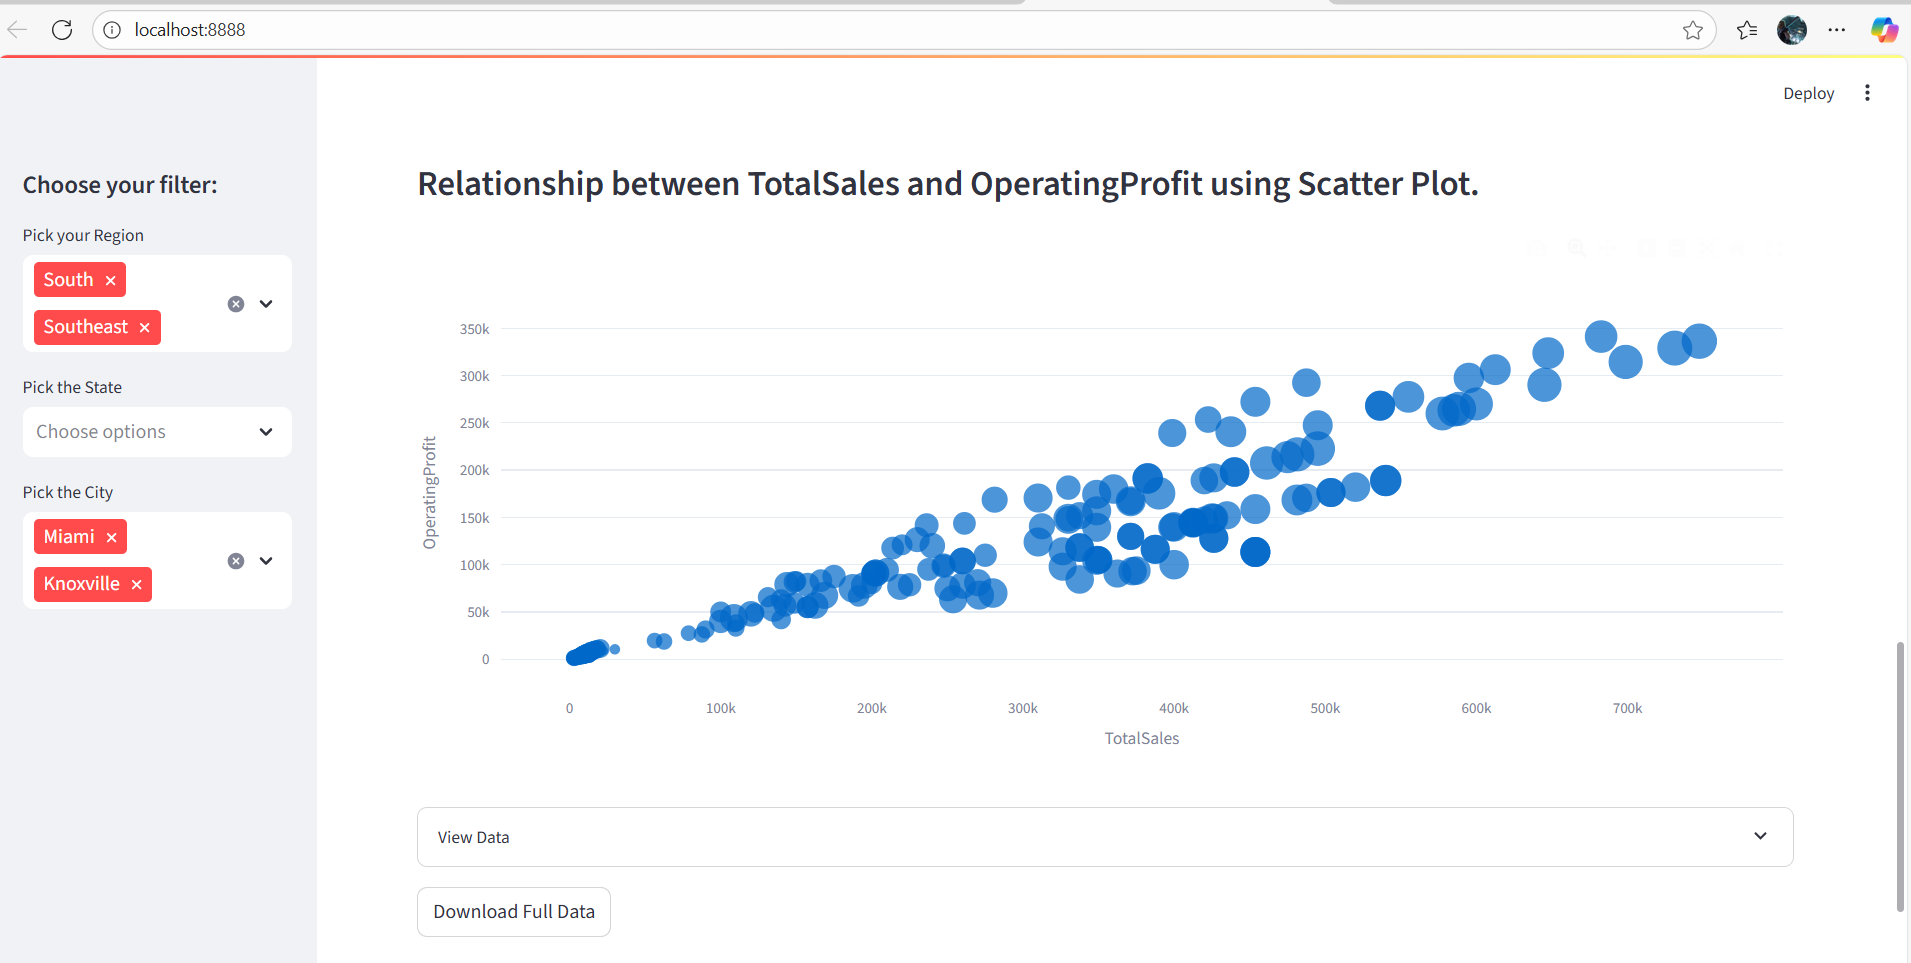 localhost:8888
Deploy
Choose your filter:
Pick your Region
South
Southeast
Pick the State
Choose options
Pick the City
Miami
Knoxville
Relationship between TotalSales and OperatingProfit using Scatter Plot.
OperatingProfit
350k
300k
250k
200k
150k
100k
50k
0
0 100k 200k 300k 400k 500k 600k 700k
TotalSales
View Data
Download Full Data